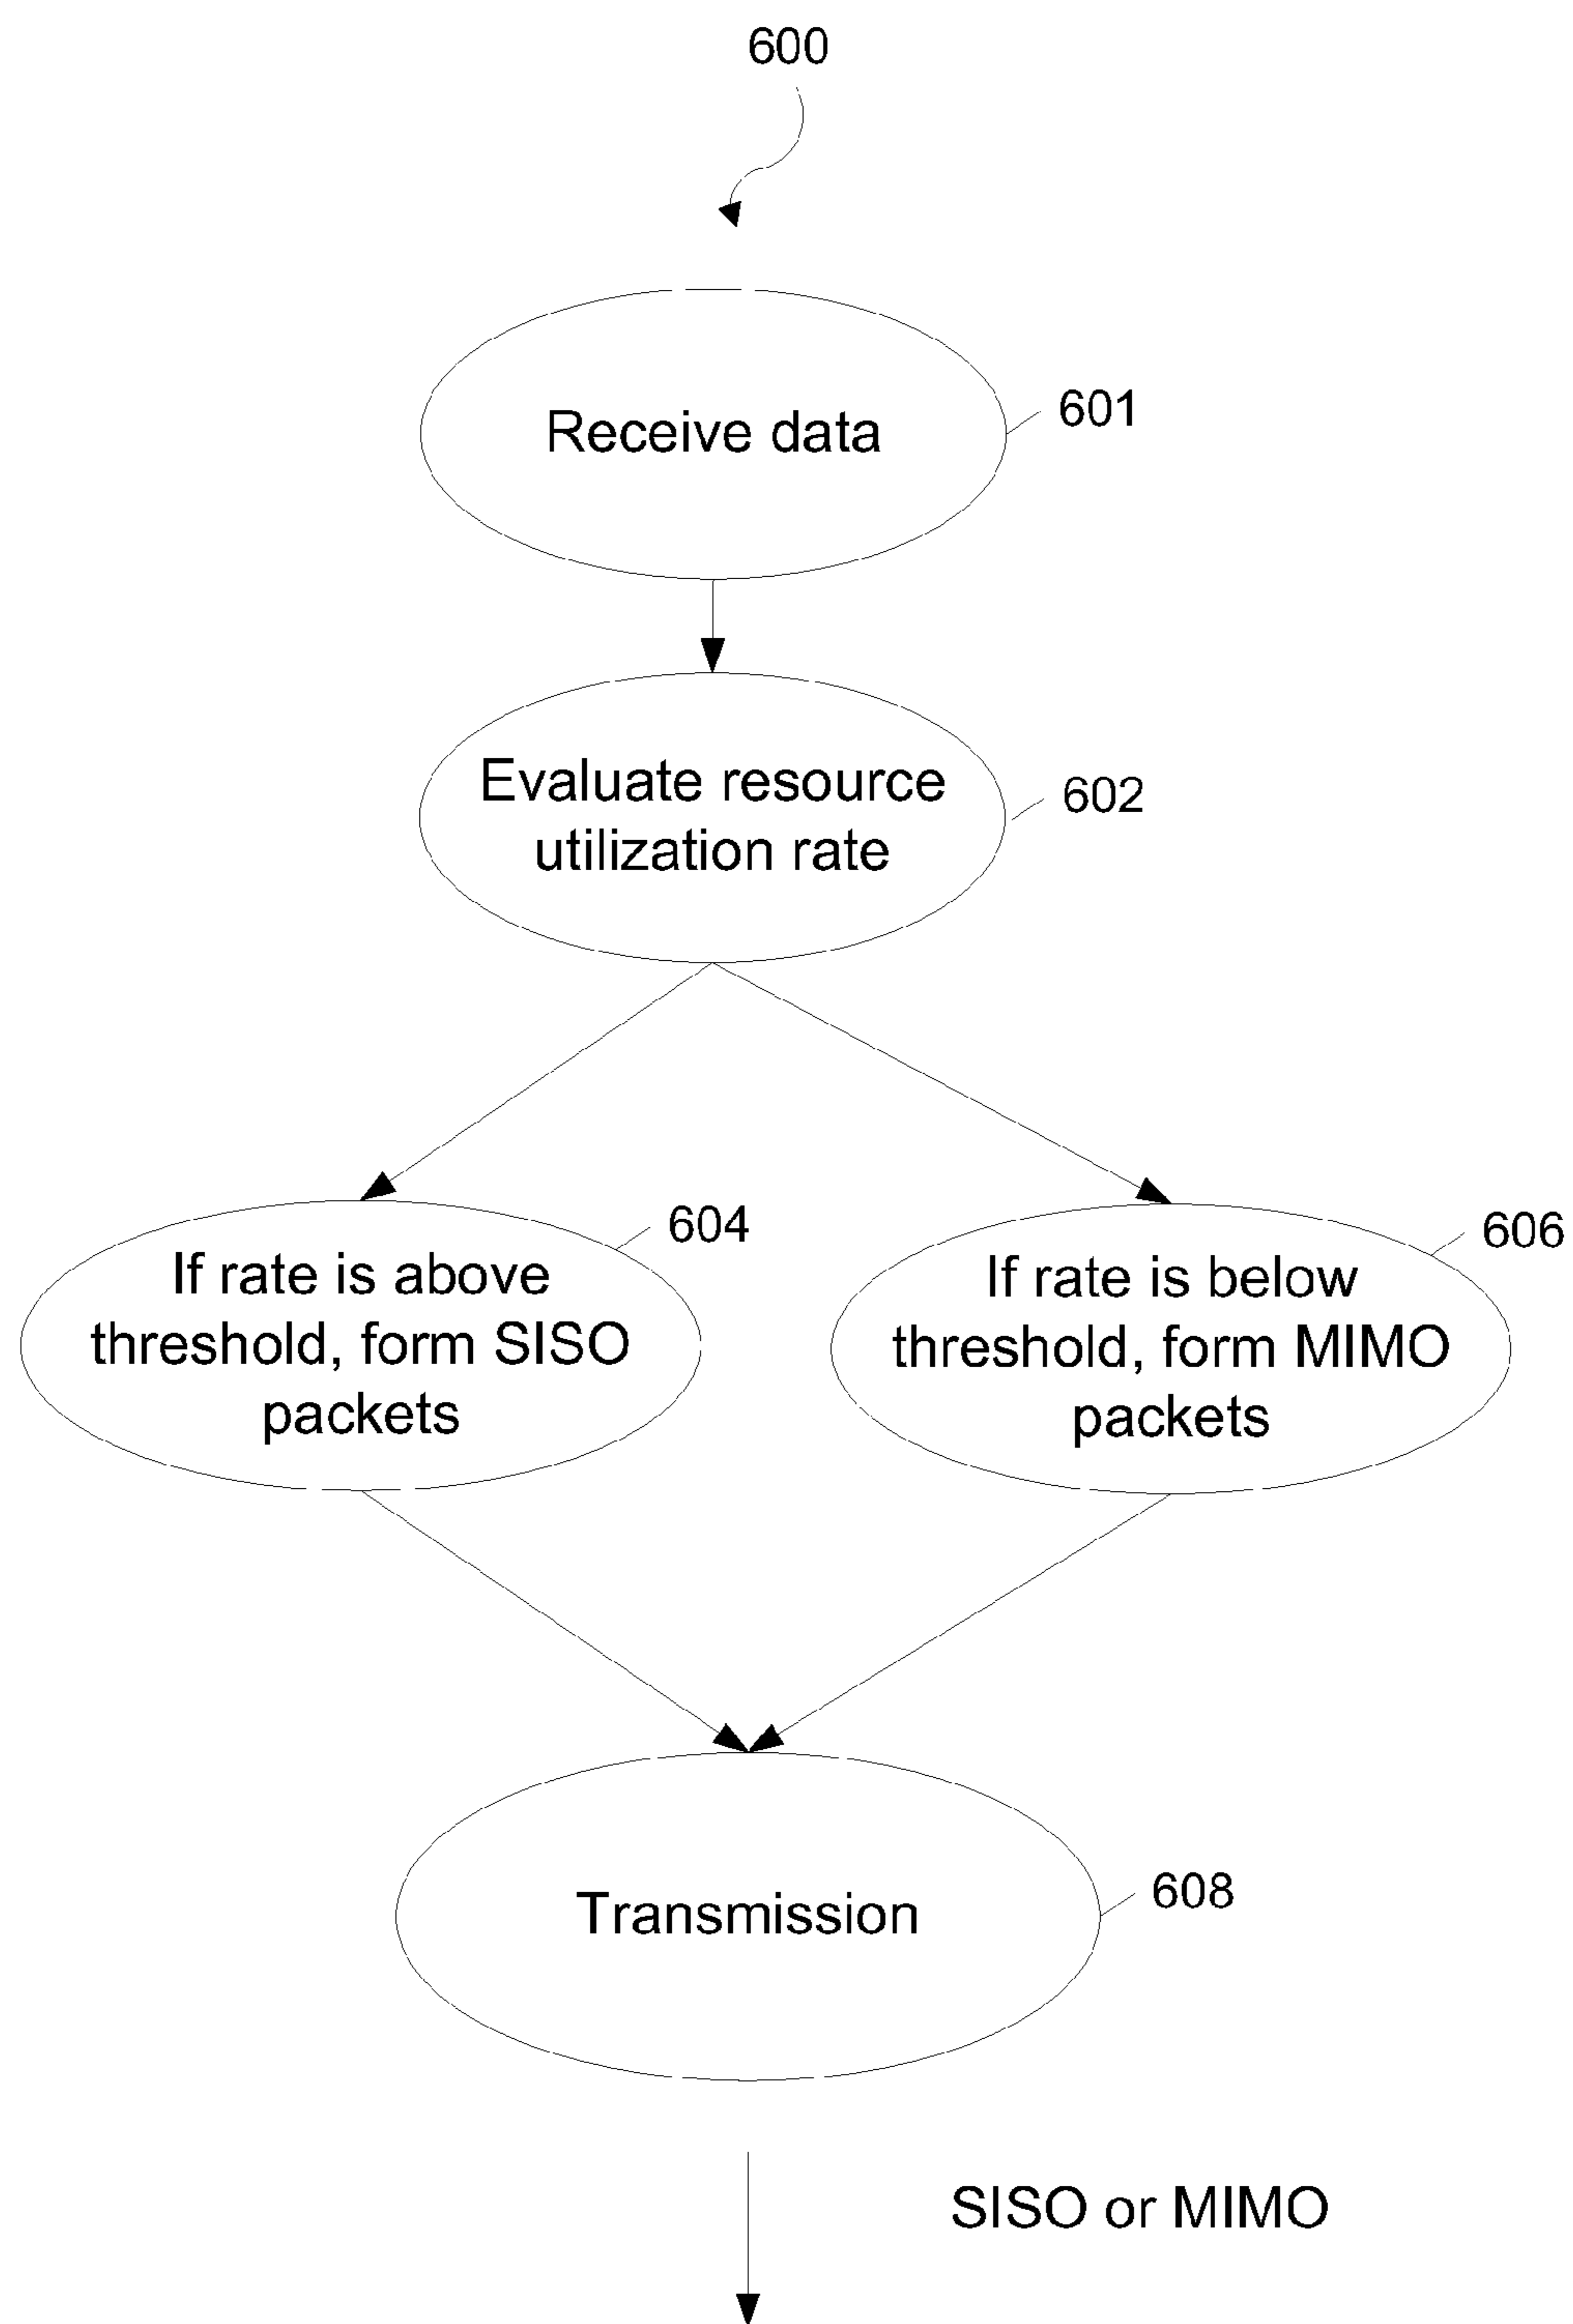 600
Receive data
601
Evaluate resource
utilization rate
602
604
If rate is above
threshold, form SISO
packets
606
If rate is below
threshold, form MIMO
packets
Transmission
608
SISO or MIMO